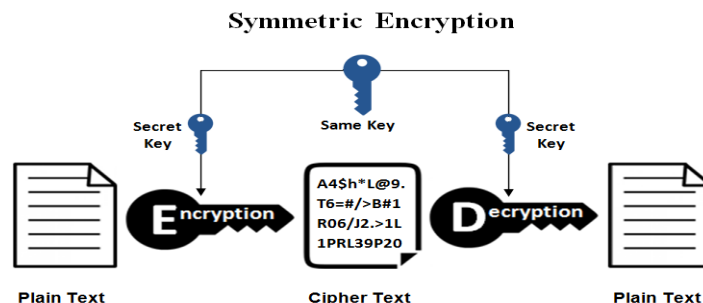 Symmetric Encryption
Secret
Key
Same Key
Secret
Key
Encryption
A4$h*L@9.
T6=#/>B#1
R06/J2.>1L
1PRL39P20
Decryption
Plain Text
Cipher Text
Plain Text